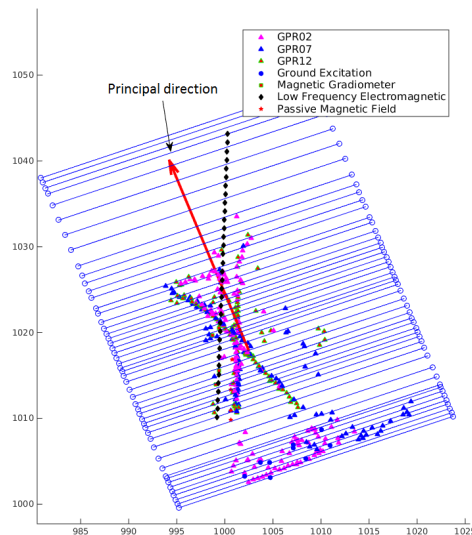 GPR02
GPR07
GPR12
Ground Excitation
Magnetic Gradiometer
Low Frequency Electromagnetic
Passive Magnetic Field
Principal direction
1050
1040
1030
1020
1010
1000
985
990
995
1000
1005
1010
1015
1020
1025